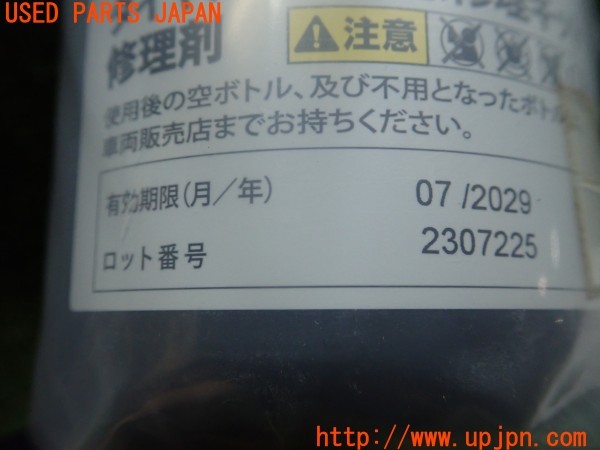 USED PARTS JAPAN
修理剤
注意
使用後の空ボトル、及び不用となったボトル
車両販売店までお持ちください。
有効期限(月／年) 07 /2029
ロット番号 2307225
http://www.upjpn.com/